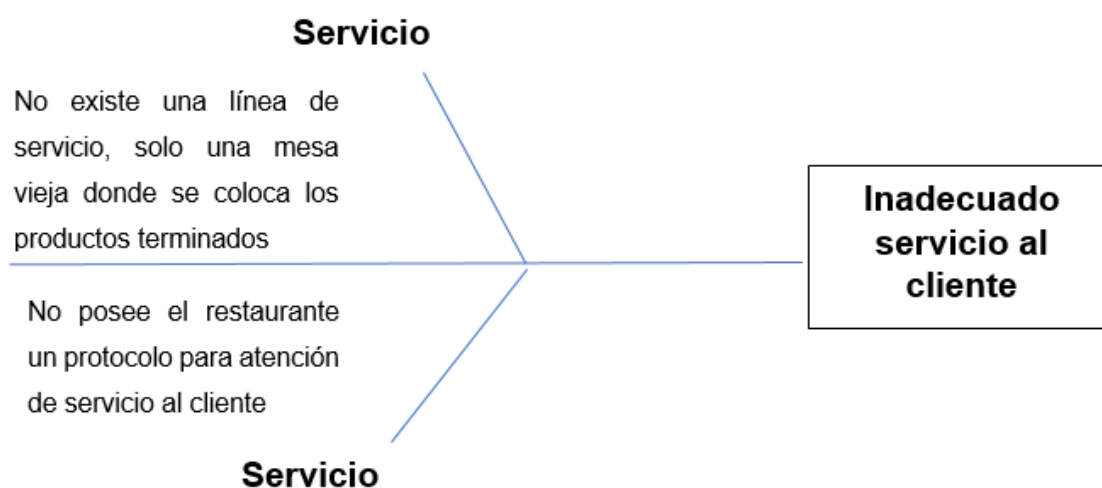 Servicio
No existe una línea de
servicio, solo una mesa
vieja donde se coloca los
productos terminados
Inadecuado
servicio al
cliente
No posee el restaurante
un protocolo para atención
de servicio al cliente
Servicio